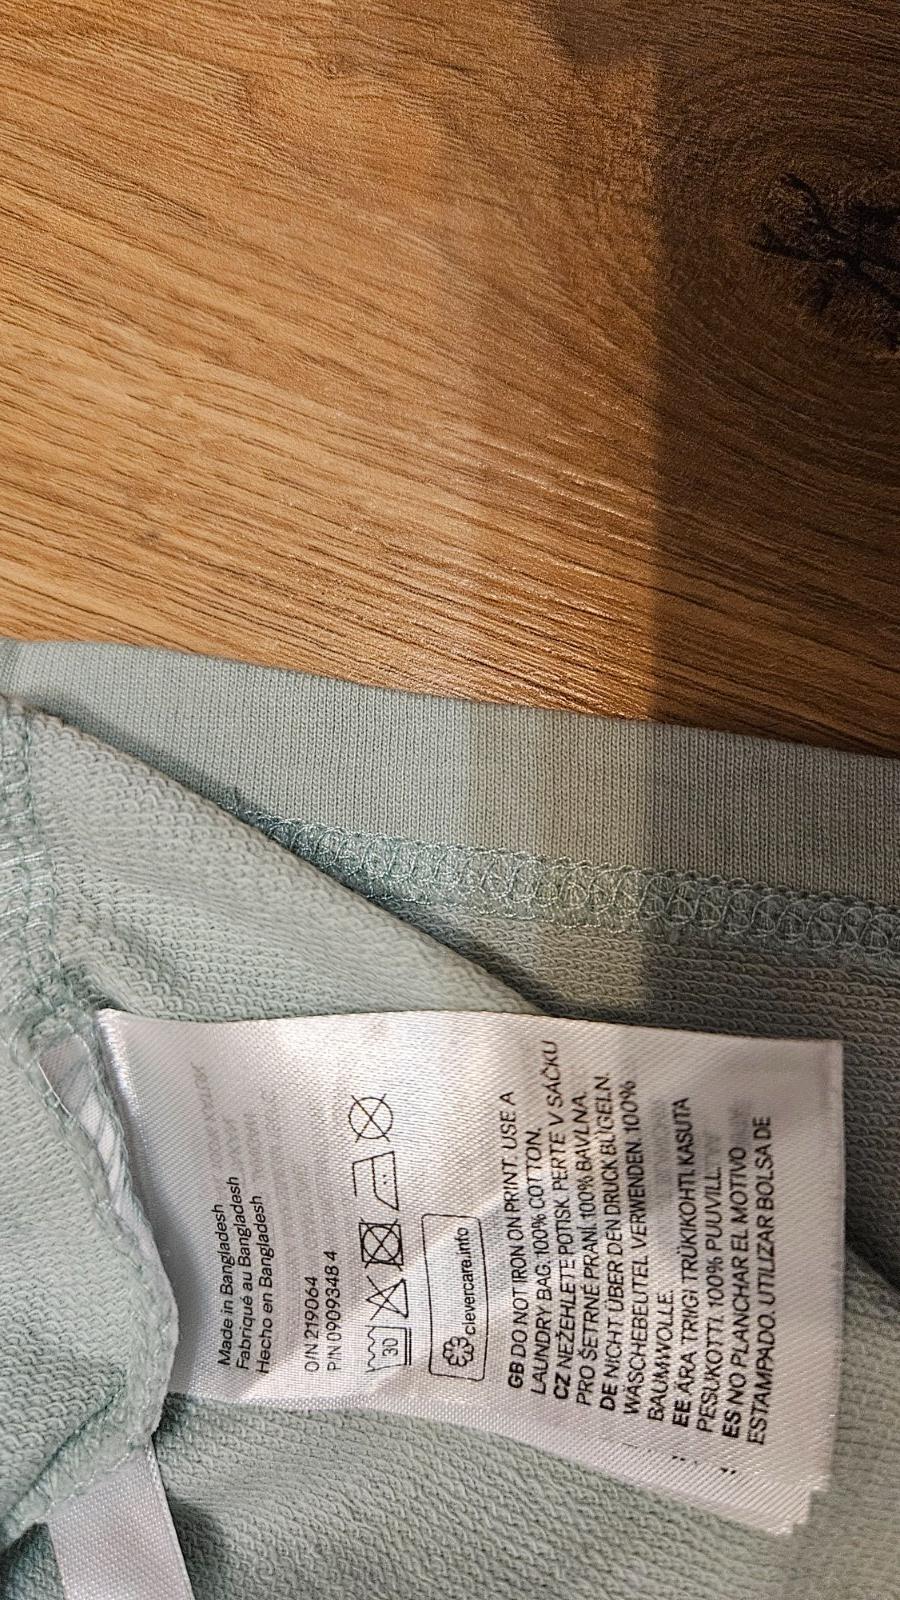 Made in Bangladesh
Fabriqué au Bangladesh
Hecho en Bangladesh
O/N 219064
P/N 0909348 4
30
clevercare.info
GB DO NOT IRON ON PRINT. USE A
LAUNDRY BAG. 100% COTTON.
CZ NEŽEHLETE POTISK. PERTE V SÁČKU
PRO ŠETRNÉ PRANÍ. 100% BAVLNA.
DE NICHT ÜBER DEN DRUCK BÜGELN.
WÄSCHEBEUTEL VERWENDEN. 100%
BAUMWOLLE.
EE ÄRA TRIIGI TRÜKIKOHTI. KASUTA
PESUKOTTI. 100% PUUVILL.
ES NO PLANCHAR EL MOTIVO
ESTAMPADO. UTILIZAR BOLSA DE